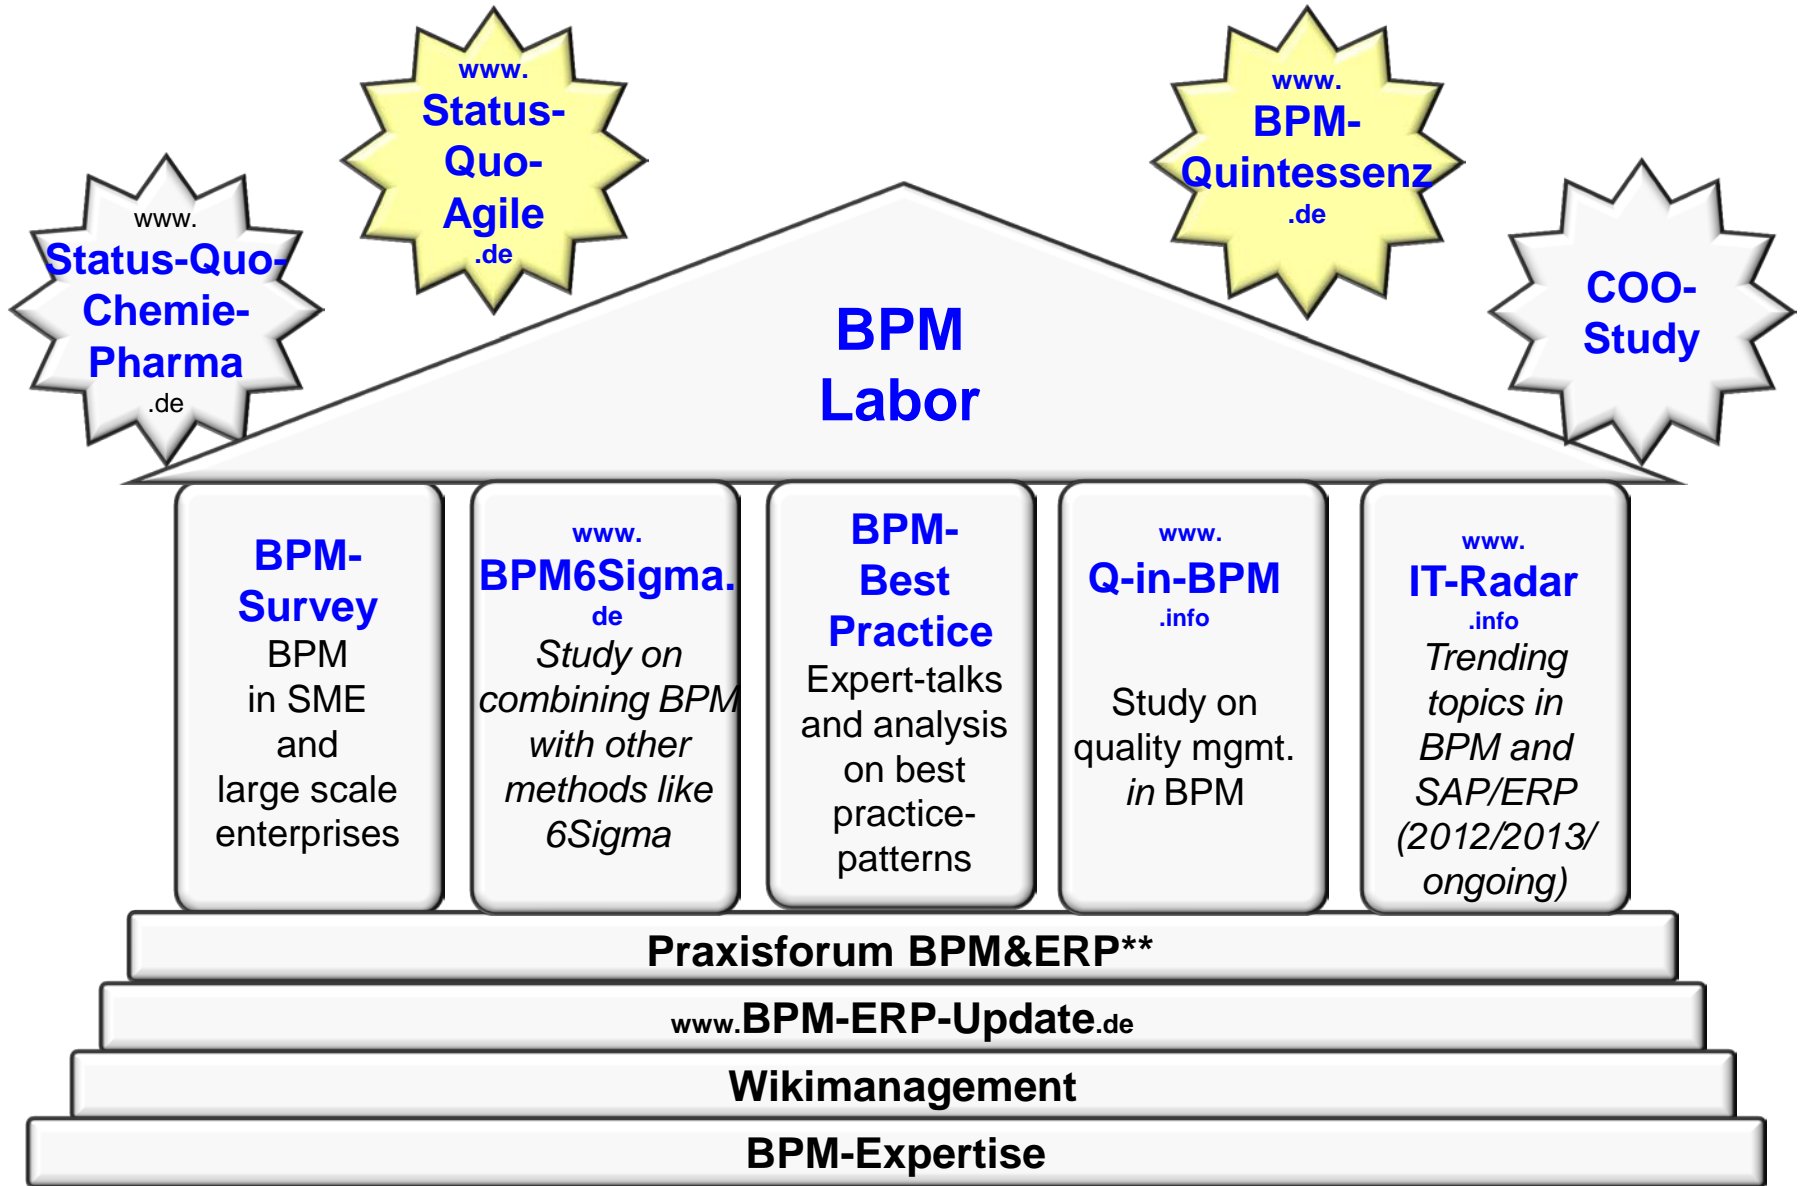 www.
Status-
Quo-
Agile
.de
www.
BPM-
Quintessenz
.de
www.
Status-Quo-
Chemie-
Pharma
.de
COO-
Study
BPM
Labor
BPM-
Survey
BPM
in SME
and
large scale
enterprises
www.
BPM6Sigma.
de
Study on
combining BPM
with other
methods like
6Sigma
BPM-
Best
Practice
Expert-talks
and analysis
on best
practice-
patterns
www.
Q-in-BPM
.info
Study on
quality mgmt.
in BPM
www.
IT-Radar
.info
Trending
topics in
BPM and
SAP/ERP
(2012/2013/
ongoing)
Praxisforum BPM&ERP**
www.BPM-ERP-Update.de
Wikimanagement
BPM-Expertise